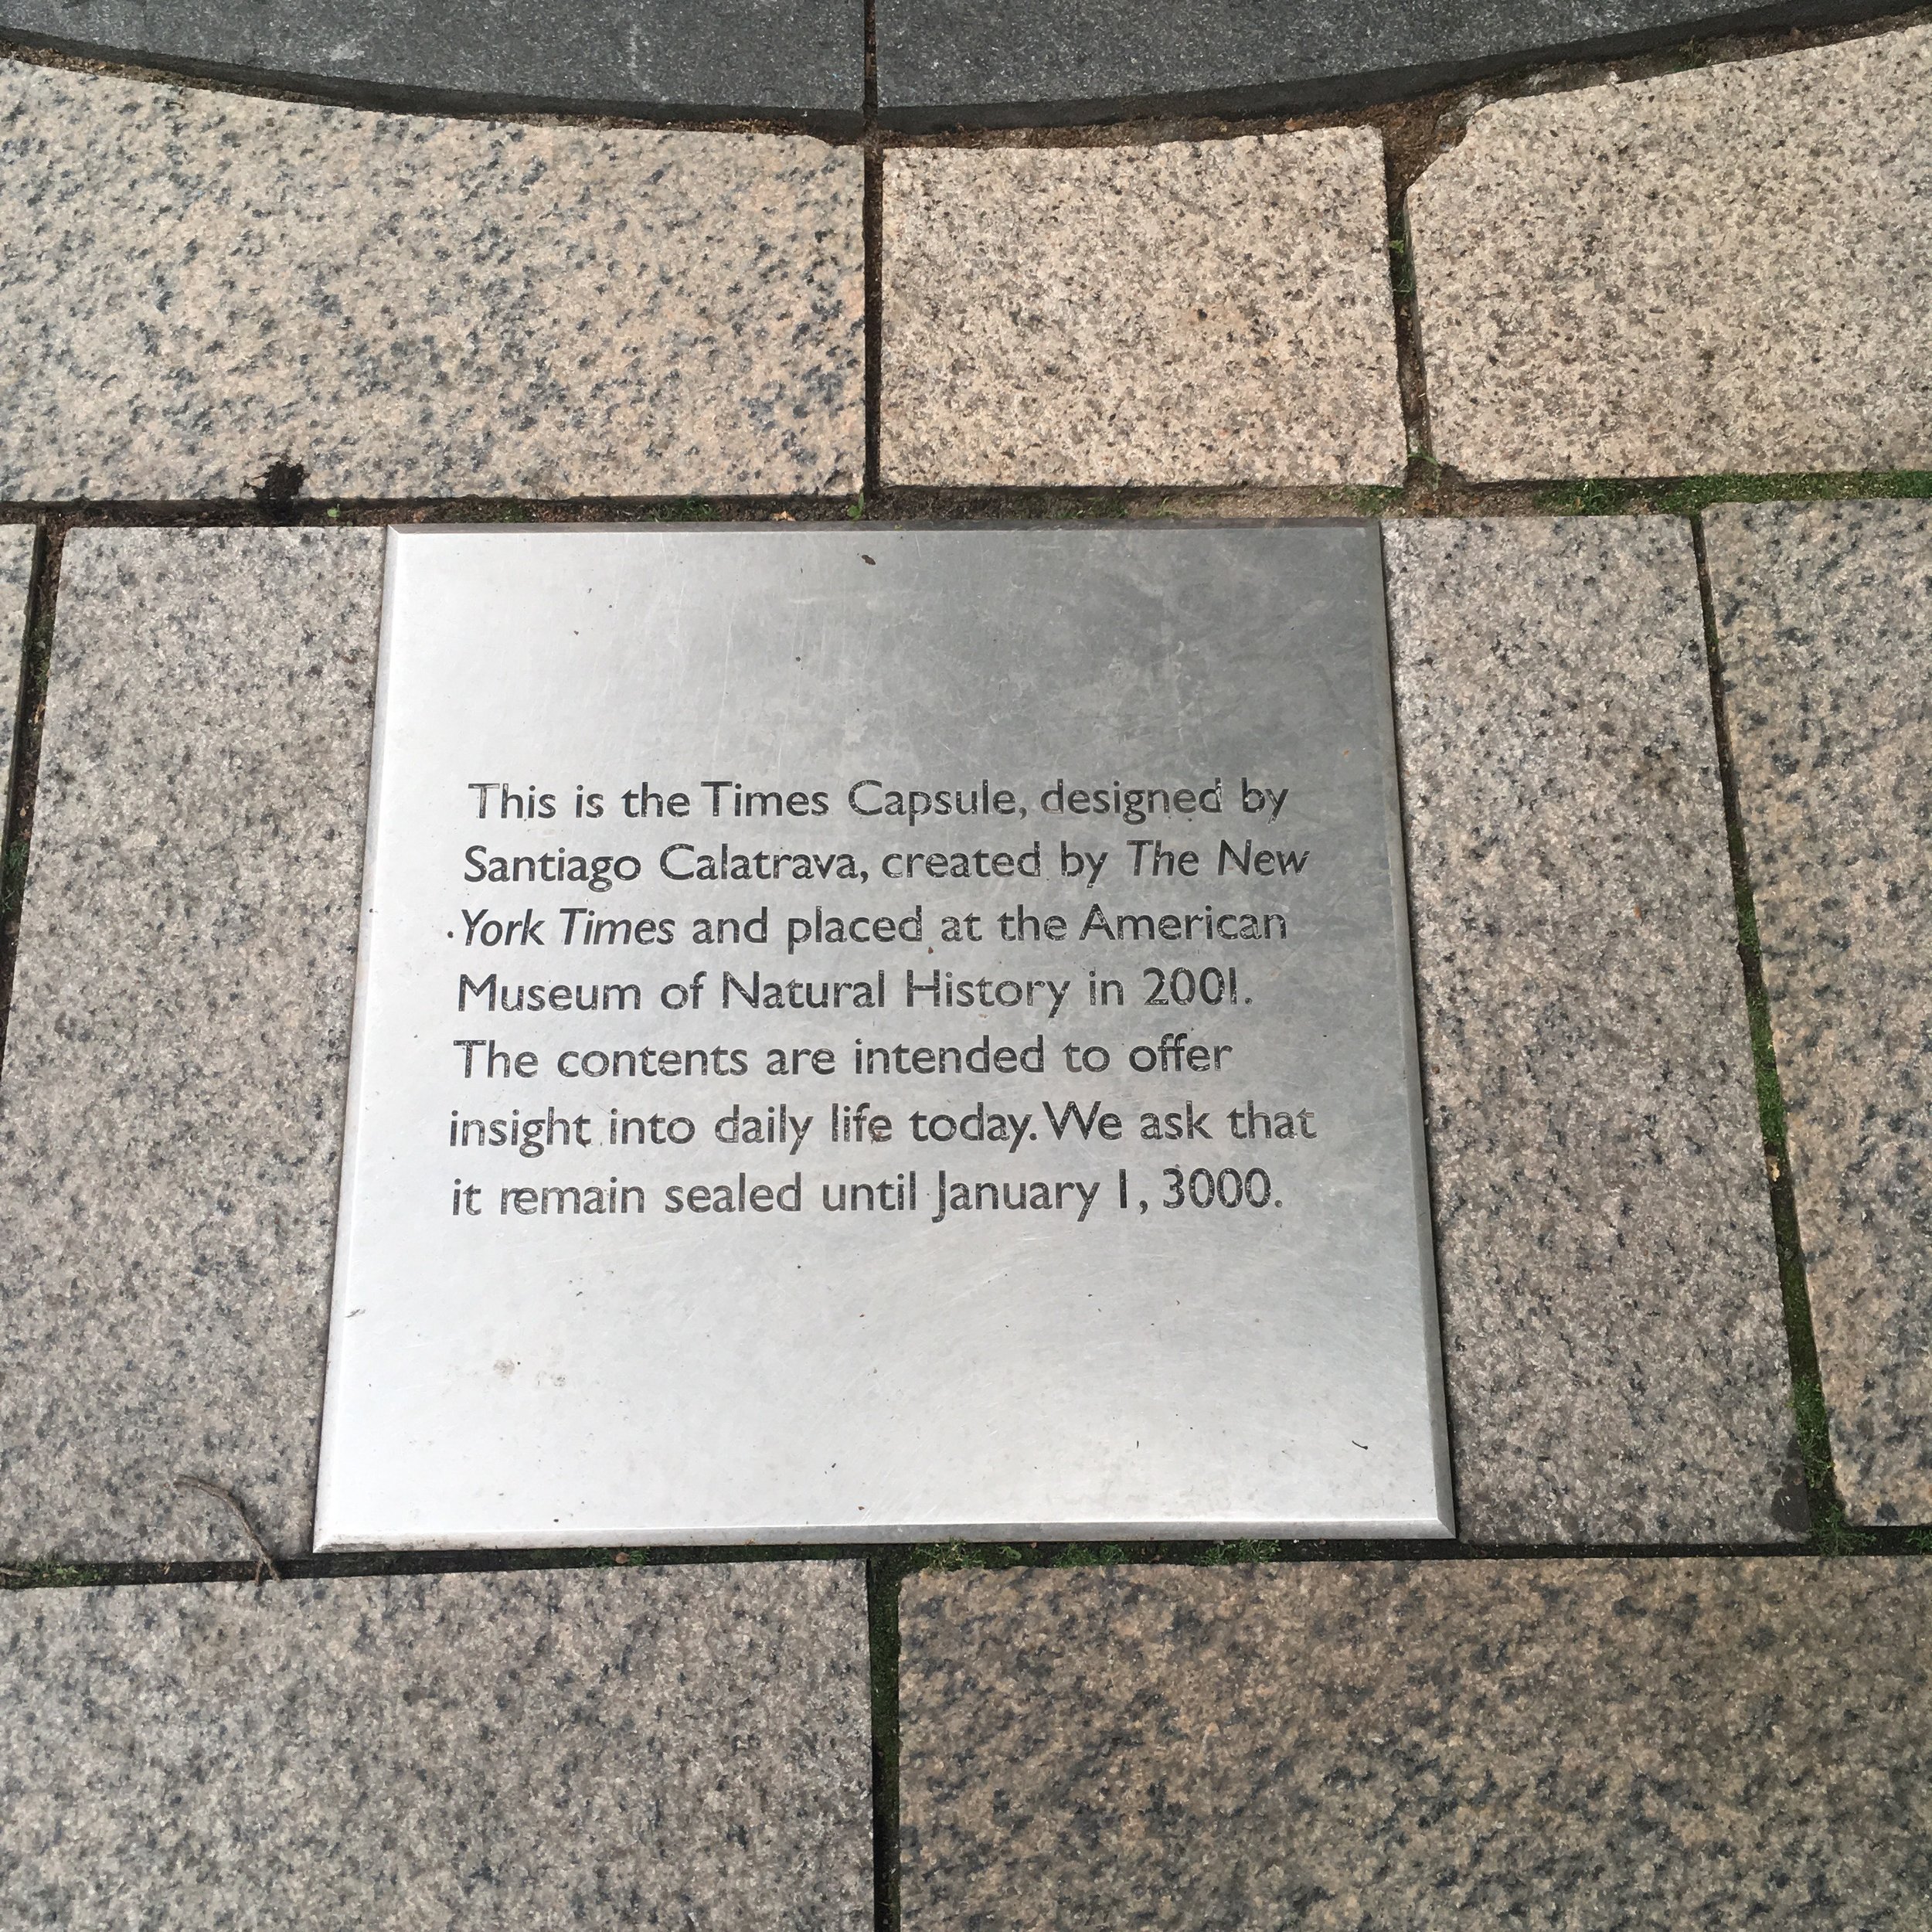 This is the Times Capsule, designed by
Santiago Calatrava, created by The New
York Times and placed at the American
Museum of Natural History in 2001.
The contents are intended to offer
insight into daily life today. We ask that
it remain sealed until January 1, 3000.